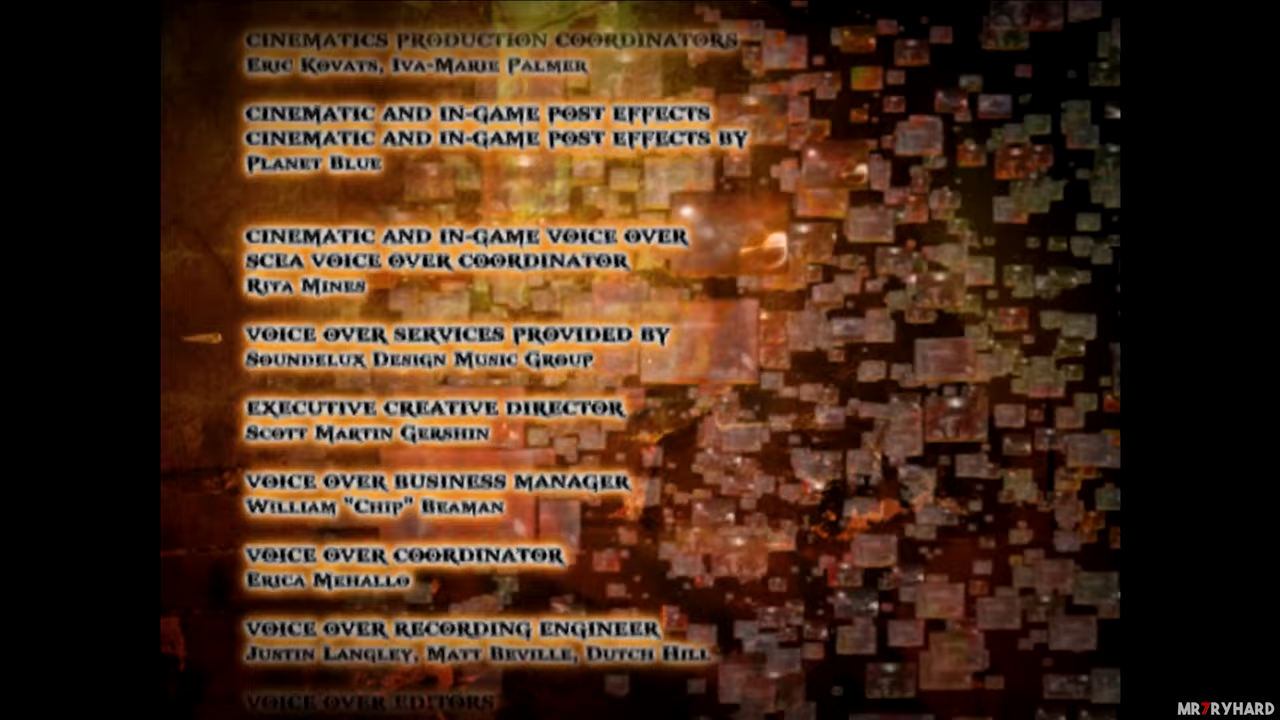 CINEMATICS PRODUCTION COORDINATORS
ERIC KOVATS, IVA-MARIE PALMER
CINEMATIC AND IN-GAME POST EFFECTS
CINEMATIC AND IN-GAME POST EFFECTS BY
PLANET BLUE
CINEMATIC AND IN-GAME VOICE OVER
SCEA VOICE OVER COORDINATOR
RITA MINES
VOICE OVER SERVICES PROVIDED BY
SOUNDELUX DESIGN MUSIC GROUP
EXECUTIVE CREATIVE DIRECTOR
SCOTT MARTIN GERSHIN
VOICE OVER BUSINESS MANAGER
WILLIAM "CHIP" BEAMAN
VOICE OVER COORDINATOR
ERICA MEHALLO
VOICE OVER RECORDING ENGINEER
JUSTIN LANGLEY, MATT BEVILLE, DUTCH HILL
VOICE OVER EDITORS
MR7RYHARD